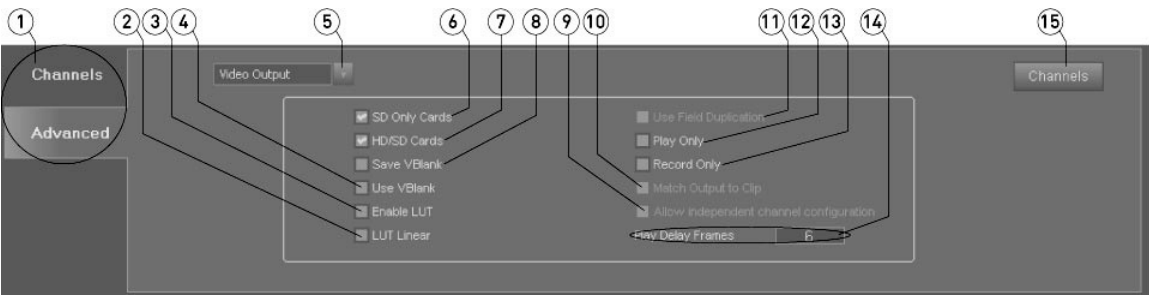 1 2 3 4 5 6 7 8 9 10 11 12 13 14 15
Channels
Advanced
Video Output
Channels
SD Only Cards
HD/SD Cards
Save VBlank
Use VBlank
Enable LUT
LUT Linear
Use Field Duplication
Play Only
Record Only
Match Output to Clip
Allow independent channel configuration
Play Delay Frames 6